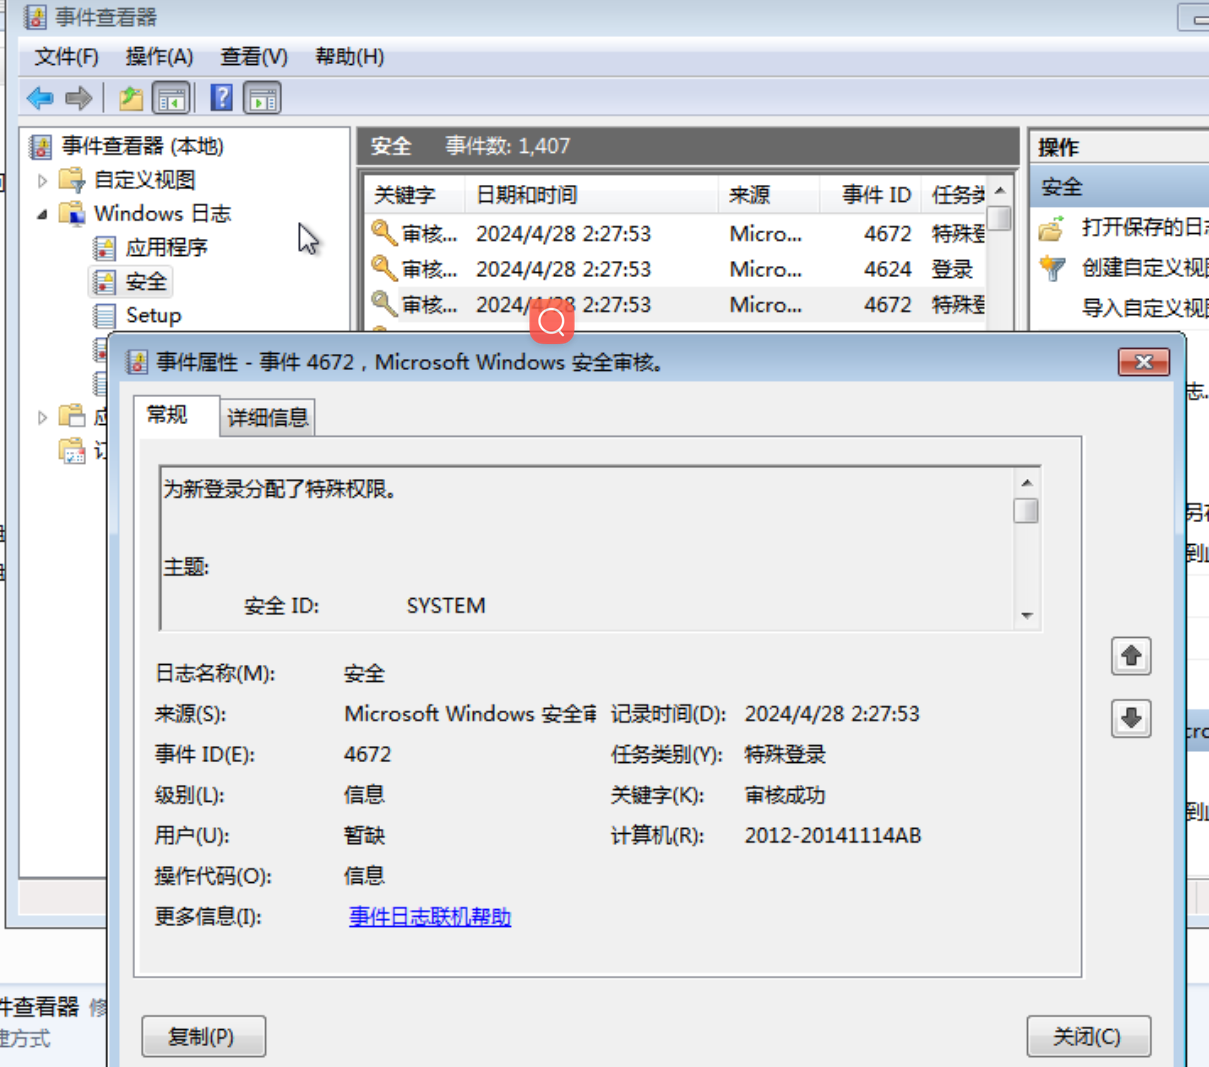 事件查看器
文件(F) 操作(A) 查看(V) 帮助(H)
事件查看器 (本地)
自定义视图
Windows 日志
应用程序
安全
Setup
安全 事件数: 1,407
关键字 日期和时间 来源 事件 ID 任务类
审核... 2024/4/28 2:27:53 Micro... 4672 特殊登
审核... 2024/4/28 2:27:53 Micro... 4624 登录
审核... 2024/4/28 2:27:53 Micro... 4672 特殊登
操作
安全
打开保存的日志
创建自定义视图
导入自定义视图
事件属性 - 事件 4672，Microsoft Windows 安全审核。
常规 详细信息
为新登录分配了特殊权限。
主题:
安全 ID: SYSTEM
日志名称(M): 安全
来源(S): Microsoft Windows 安全审 记录时间(D): 2024/4/28 2:27:53
事件 ID(E): 4672 任务类别(Y): 特殊登录
级别(L): 信息 关键字(K): 审核成功
用户(U): 暂缺 计算机(R): 2012-20141114AB
操作代码(O): 信息
更多信息(I): 事件日志联机帮助
复制(P) 关闭(C)
件查看器 修
建方式